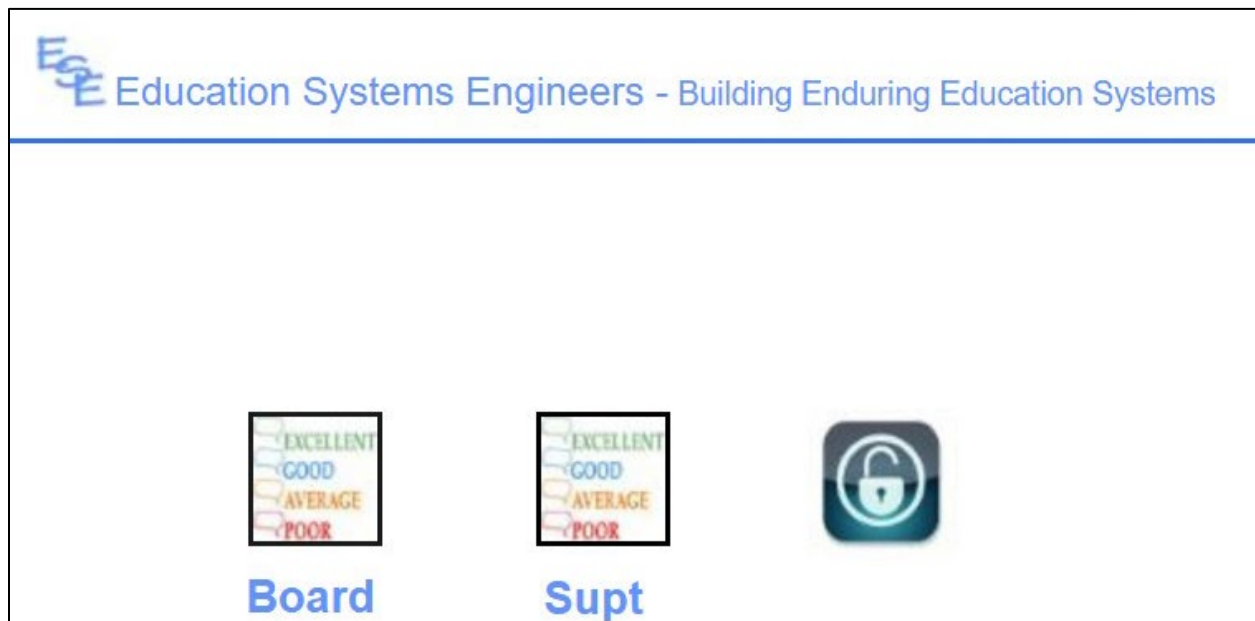 ESE Education Systems Engineers - Building Enduring Education Systems
EXCELLENT EXCELLENT
GOOD GOOD
AVERAGE AVERAGE
POOR POOR
Board Supt